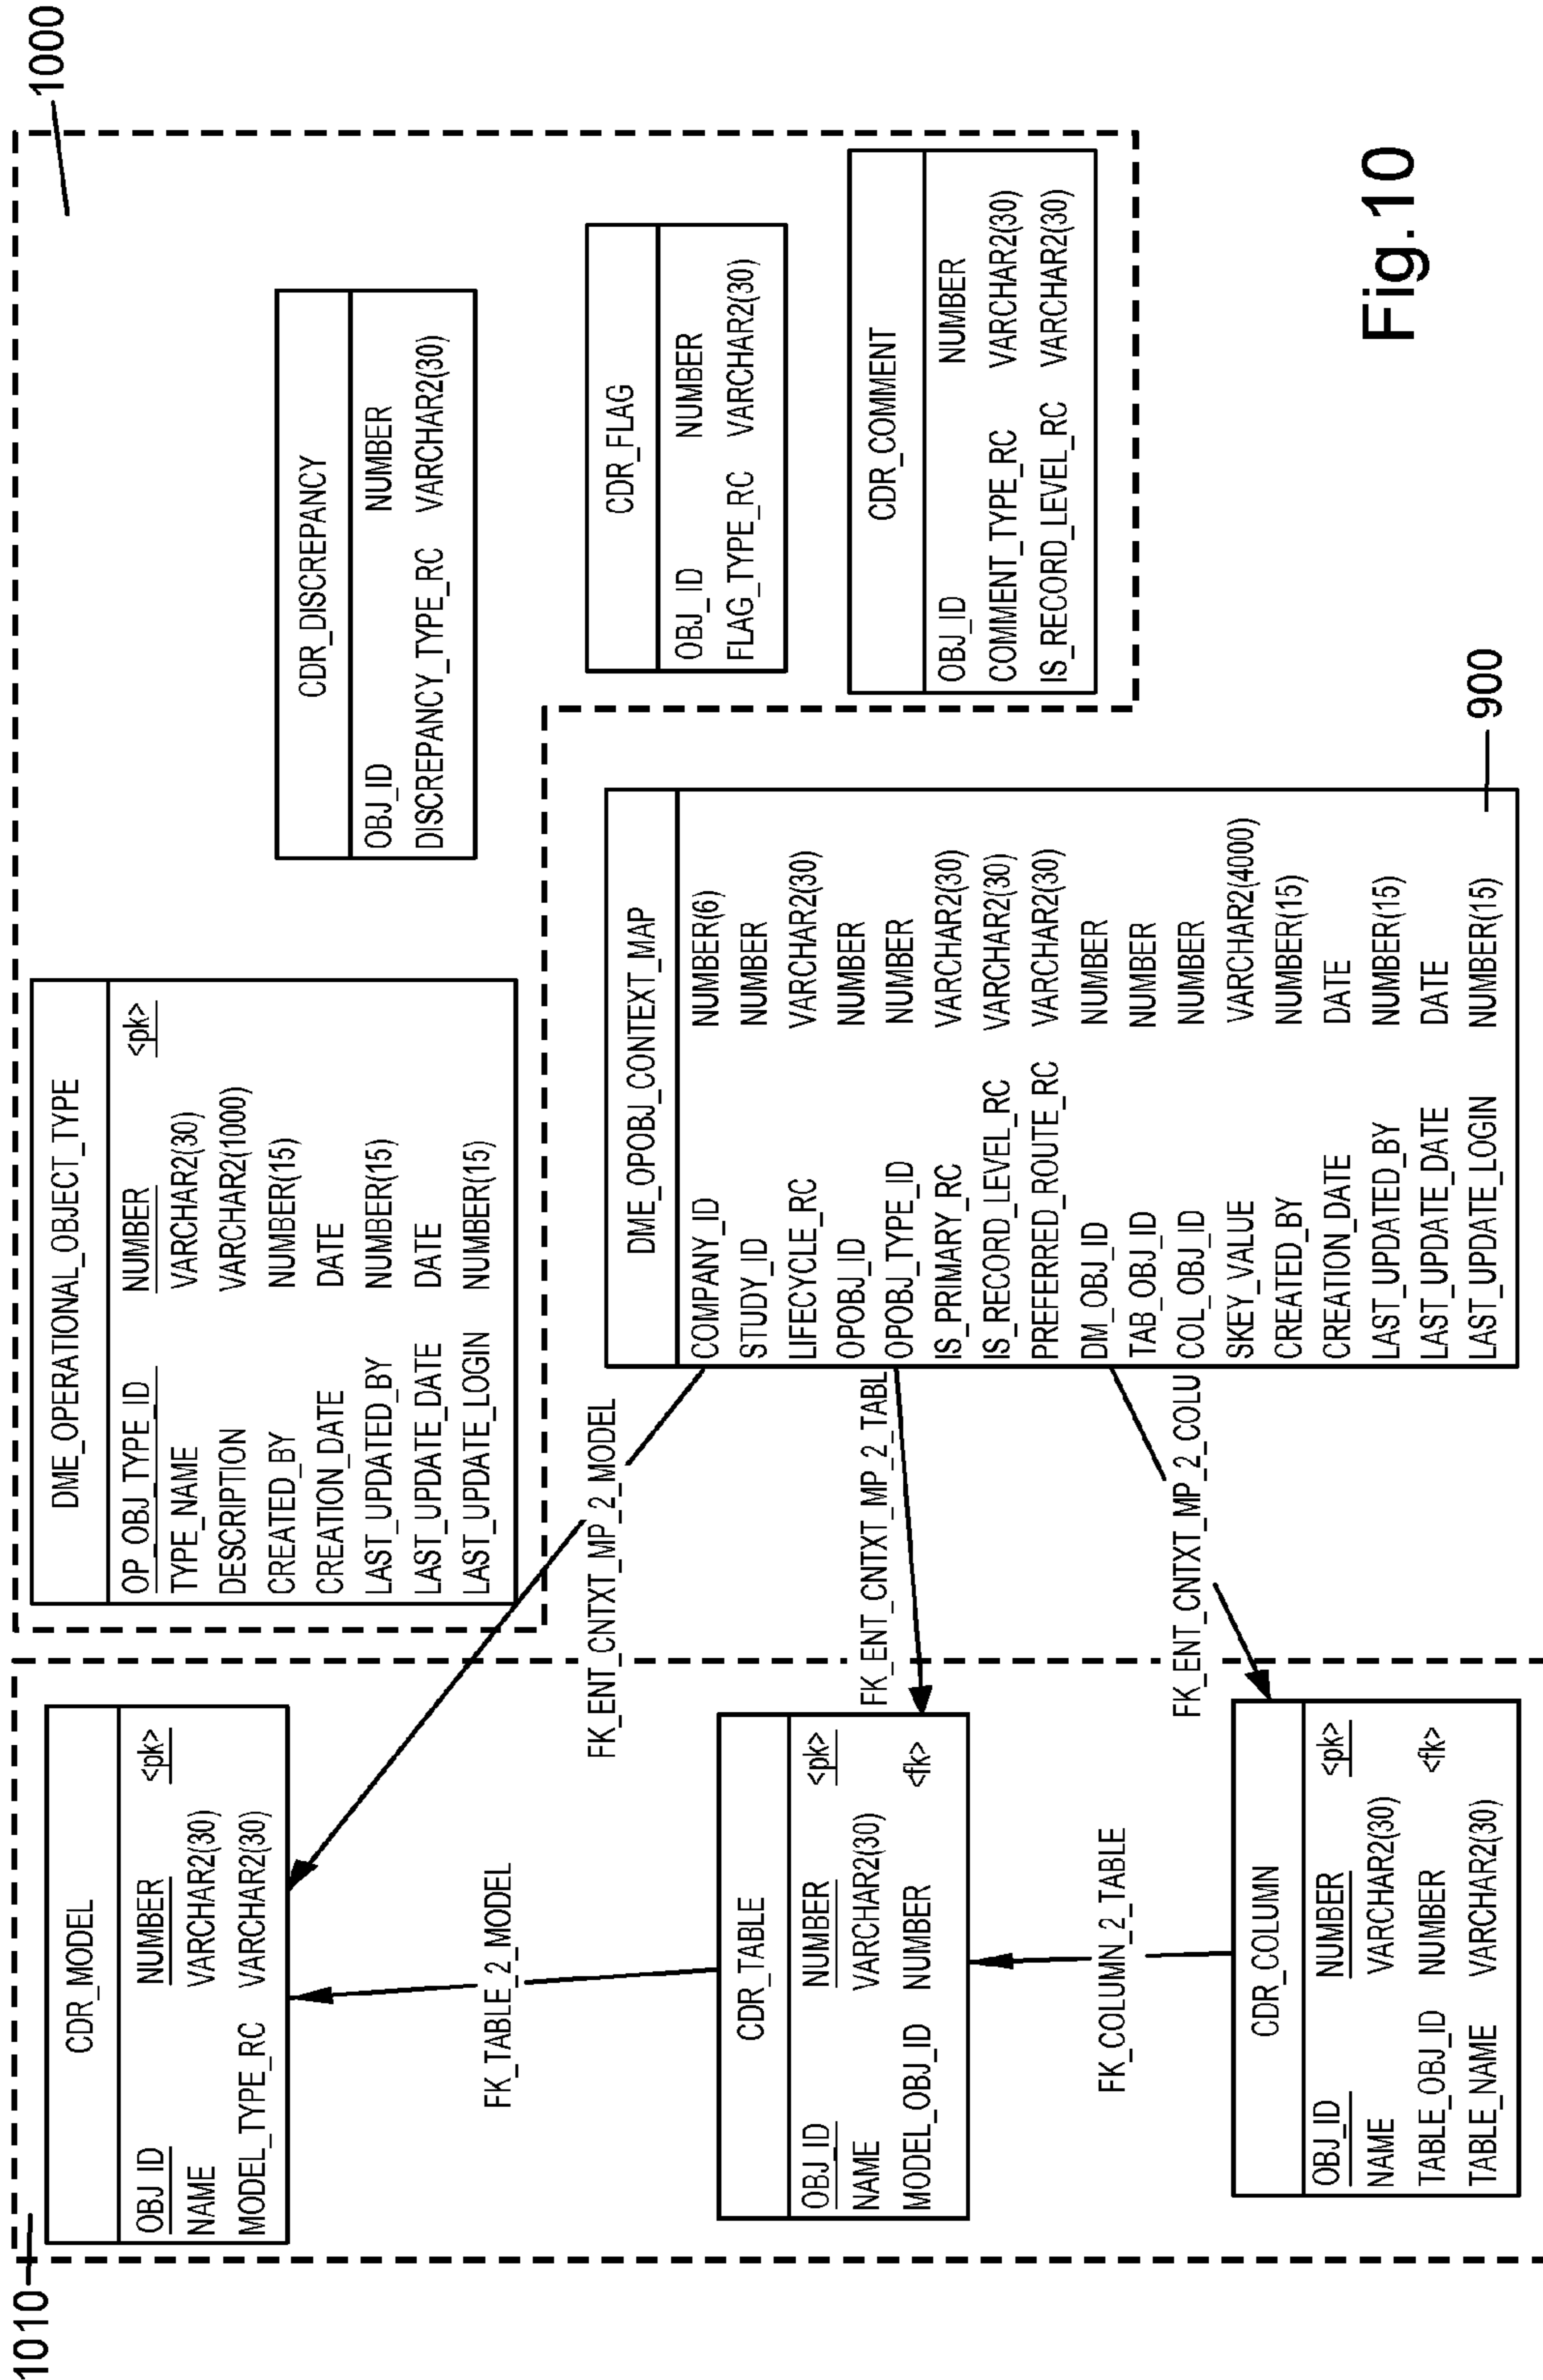 1010
CDR_MODEL
OBJ_ID NUMBER <pk>
NAME VARCHAR2(30)
MODEL_TYPE_RC VARCHAR2(30)
FK_TABLE_2_MODEL
CDR_TABLE
OBJ_ID NUMBER <pk>
NAME VARCHAR2(30)
MODEL_OBJ_ID NUMBER <fk>
FK_COLUMN_2_TABLE
CDR_COLUMN
OBJ_ID NUMBER <pk>
NAME VARCHAR2(30)
TABLE_OBJ_ID NUMBER <fk>
TABLE_NAME VARCHAR2(30)
FK_ENT_CNTXT_MP_2_MODEL
FK_ENT_CNTXT_MP_2_TABL
FK_ENT_CNTXT_MP_2_COLU
1000
DME_OPERATIONAL_OBJECT_TYPE
OP_OBJ_TYPE_ID NUMBER <pk>
TYPE_NAME VARCHAR2(30)
DESCRIPTION VARCHAR2(1000)
CREATED_BY NUMBER(15)
CREATION_DATE DATE
LAST_UPDATED_BY NUMBER(15)
LAST_UPDATE_DATE DATE
LAST_UPDATE_LOGIN NUMBER(15)
CDR_DISCREPANCY
OBJ_ID NUMBER
DISCREPANCY_TYPE_RC VARCHAR2(30)
CDR_FLAG
OBJ_ID NUMBER
FLAG_TYPE_RC VARCHAR2(30)
CDR_COMMENT
OBJ_ID NUMBER
COMMENT_TYPE_RC VARCHAR2(30)
IS_RECORD_LEVEL_RC VARCHAR2(30)
DME_OPOBJ_CONTEXT_MAP
COMPANY_ID NUMBER(6)
STUDY_ID NUMBER
LIFECYCLE_RC VARCHAR2(30)
OPOBJ_ID NUMBER
OPOBJ_TYPE_ID NUMBER
IS_PRIMARY_RC VARCHAR2(30)
IS_RECORD_LEVEL_RC VARCHAR2(30)
PREFERRED_ROUTE_RC VARCHAR2(30)
DM_OBJ_ID NUMBER
TAB_OBJ_ID NUMBER
COL_OBJ_ID NUMBER
SKEY_VALUE VARCHAR2(4000)
CREATED_BY NUMBER(15)
CREATION_DATE DATE
LAST_UPDATED_BY NUMBER(15)
LAST_UPDATE_DATE DATE
LAST_UPDATE_LOGIN NUMBER(15)
900
Fig.10